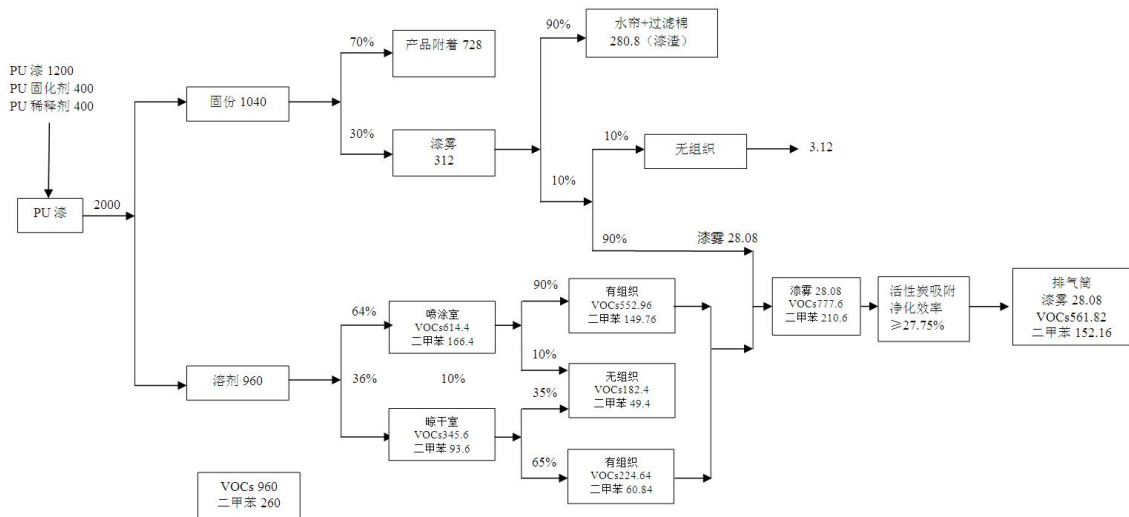 PU 漆 1200
PU 固化剂 400
PU 稀释剂 400
PU 漆
2000
固份 1040
70%
产品附着 728
30%
漆雾
312
90%
水帘+过滤棉
280.8（漆渣）
10%
10%
无组织
3.12
90%
漆雾 28.08
溶剂 960
64%
喷涂室
VOCs614.4
二甲苯 166.4
36%
10%
晾干室
VOCs345.6
二甲苯 93.6
90%
有组织
VOCs552.96
二甲苯 149.76
10%
无组织
VOCs182.4
二甲苯 49.4
35%
65%
有组织
VOCs224.64
二甲苯 60.84
漆雾 28.08
VOCs777.6
二甲苯 210.6
活性炭吸附
净化效率
≥27.75%
排气筒
漆雾 28.08
VOCs561.82
二甲苯 152.16
VOCs 960
二甲苯 260